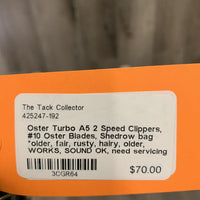 The Tack Collector
425247-192
Oster Turbo A5 2 Speed Clippers,
#10 Oster Blades, Shedrow bag
*older, fair, rusty, hairy, older,
WORKS, SOUND OK, need servicing
3CGR64
$70.00